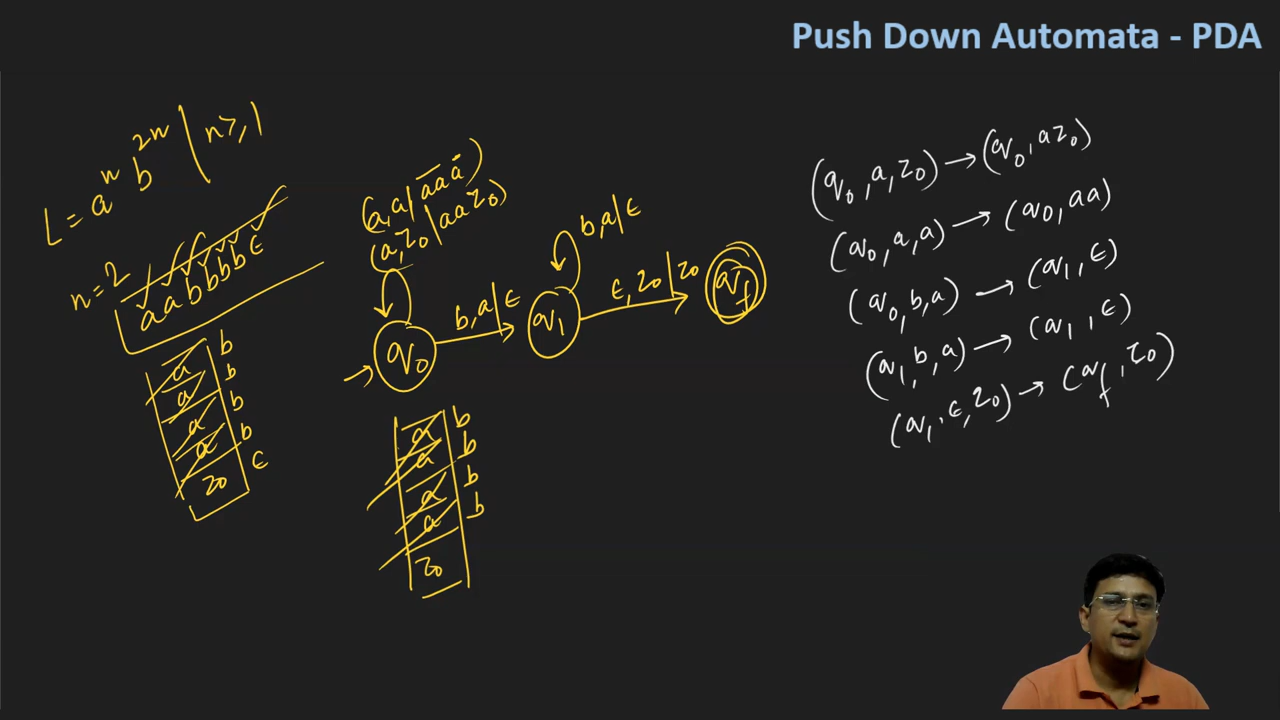 Push Down Automata - PDA
L = a^n b^2n | n≥1
n=2
aabbbbε
a b
a b
a b
a b
z0 ε
(a,a|aaa)
(a,z0|aaz0)
b,a|ε
b,a|ε
ε,z0|z0
→ q0
q1
qf
a b
a b
a b
a b
z0
(q0,a,z0)→(q0,az0)
(q0,a,a)→(q0,aa)
(q0,b,a)→(q1,ε)
(q1,b,a)→(q1,ε)
(q1,ε,z0)→(qf,z0)